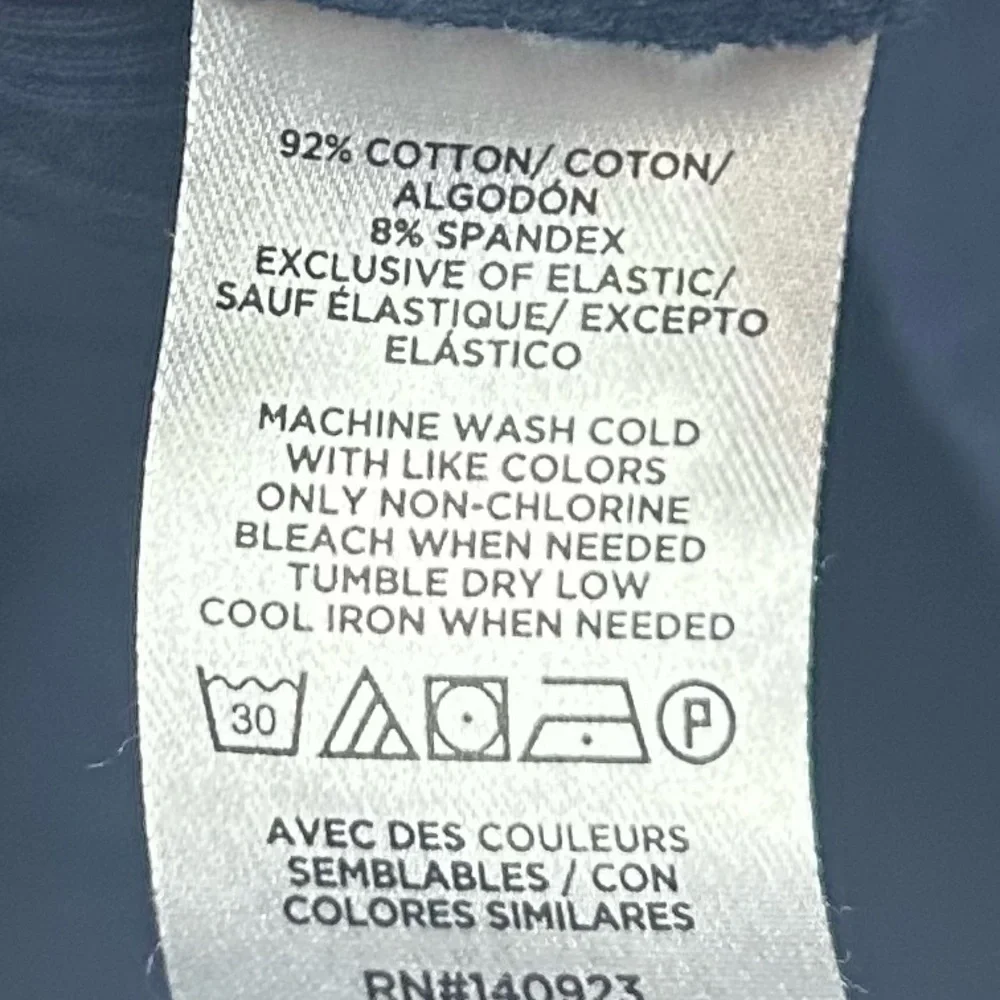 92% COTTON/ COTON/
ALGODÓN
8% SPANDEX
EXCLUSIVE OF ELASTIC/
SAUF ÉLASTIQUE/ EXCEPTO
ELÁSTICO
MACHINE WASH COLD
WITH LIKE COLORS
ONLY NON-CHLORINE
BLEACH WHEN NEEDED
TUMBLE DRY LOW
COOL IRON WHEN NEEDED
30 P
AVEC DES COULEURS
SEMBLABLES / CON
COLORES SIMILARES
RN#140923